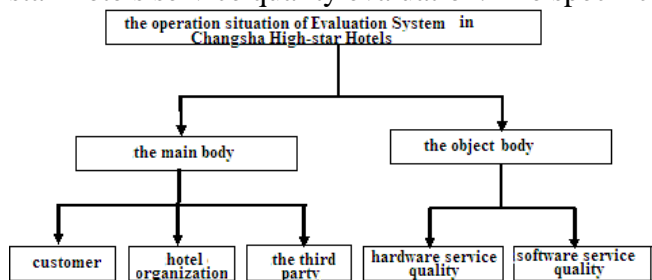 the operation situation of Evaluation System in
Changsha High-star Hotels
the main body
the object body
customer
hotel
organization
the third
party
hardware service
quality
software service
quality